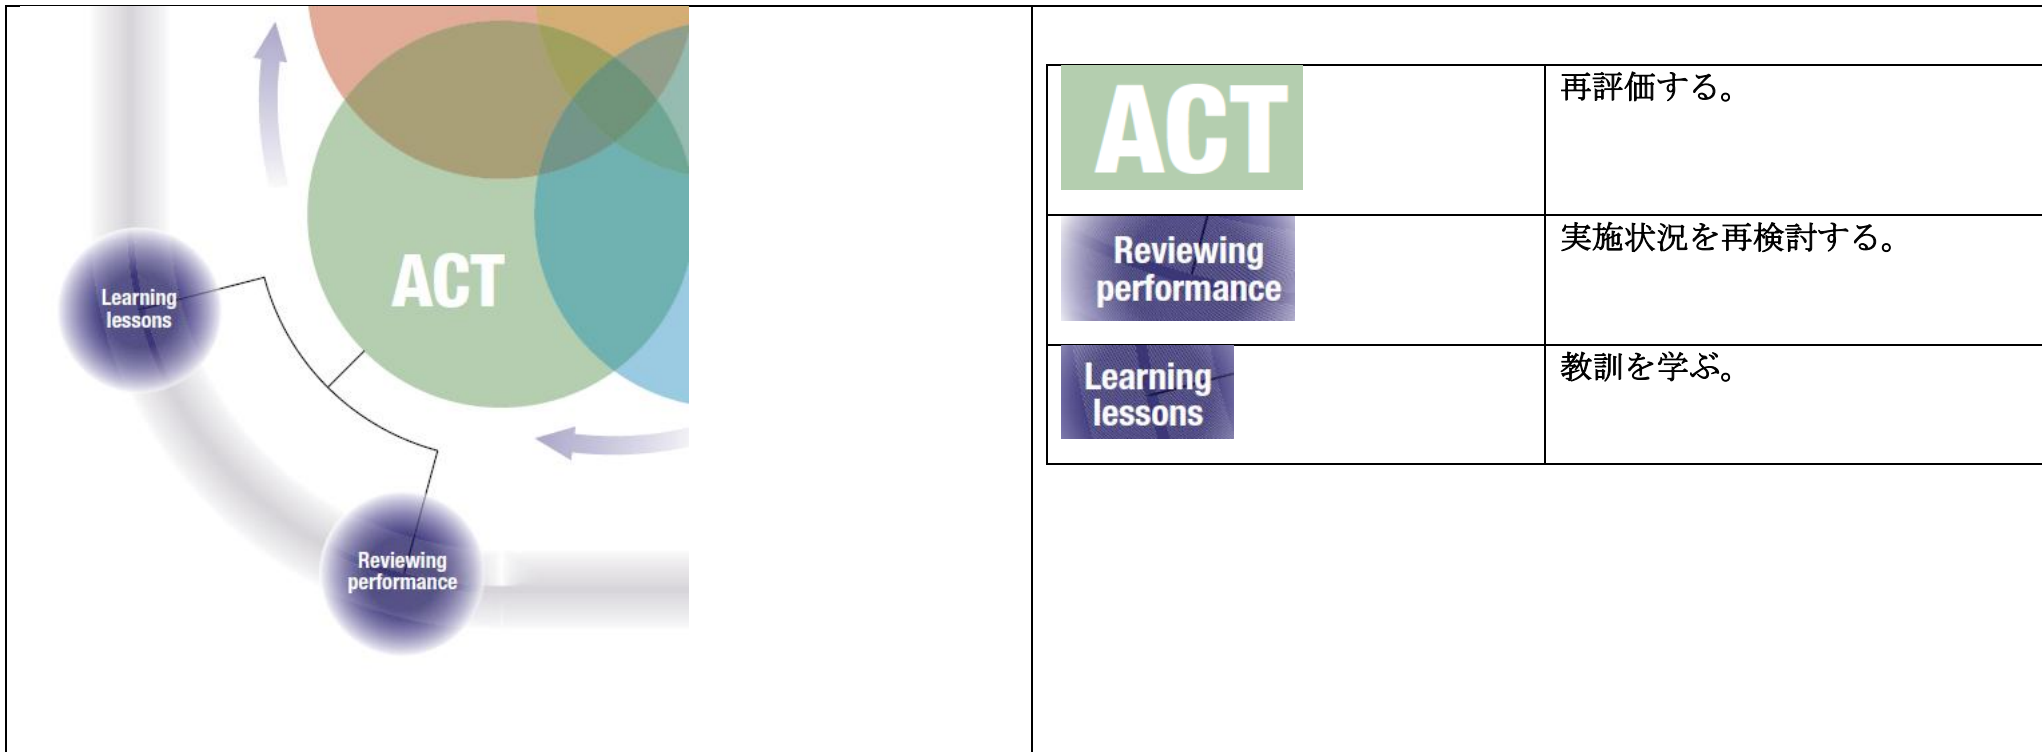 ACT
Learning
lessons
Reviewing
performance
ACT
再評価する。
Reviewing
performance
実施状況を再検討する。
Learning
lessons
教訓を学ぶ。